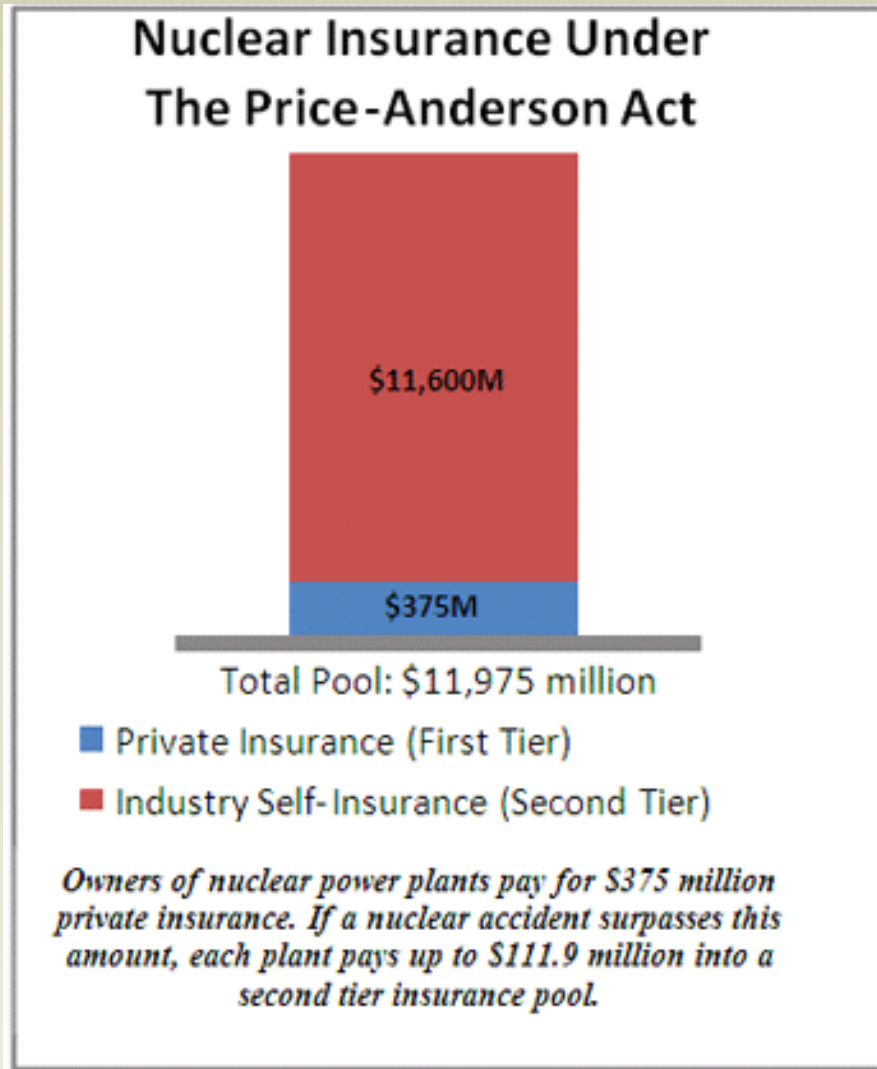 Nuclear Insurance Under
The Price-Anderson Act
$11,600M
$375M
Total Pool: $11,975 million
Private Insurance (First Tier)
Industry Self-Insurance (Second Tier)
Owners of nuclear power plants pay for $375 million
private insurance. If a nuclear accident surpasses this
amount, each plant pays up to $111.9 million into a
second tier insurance pool.